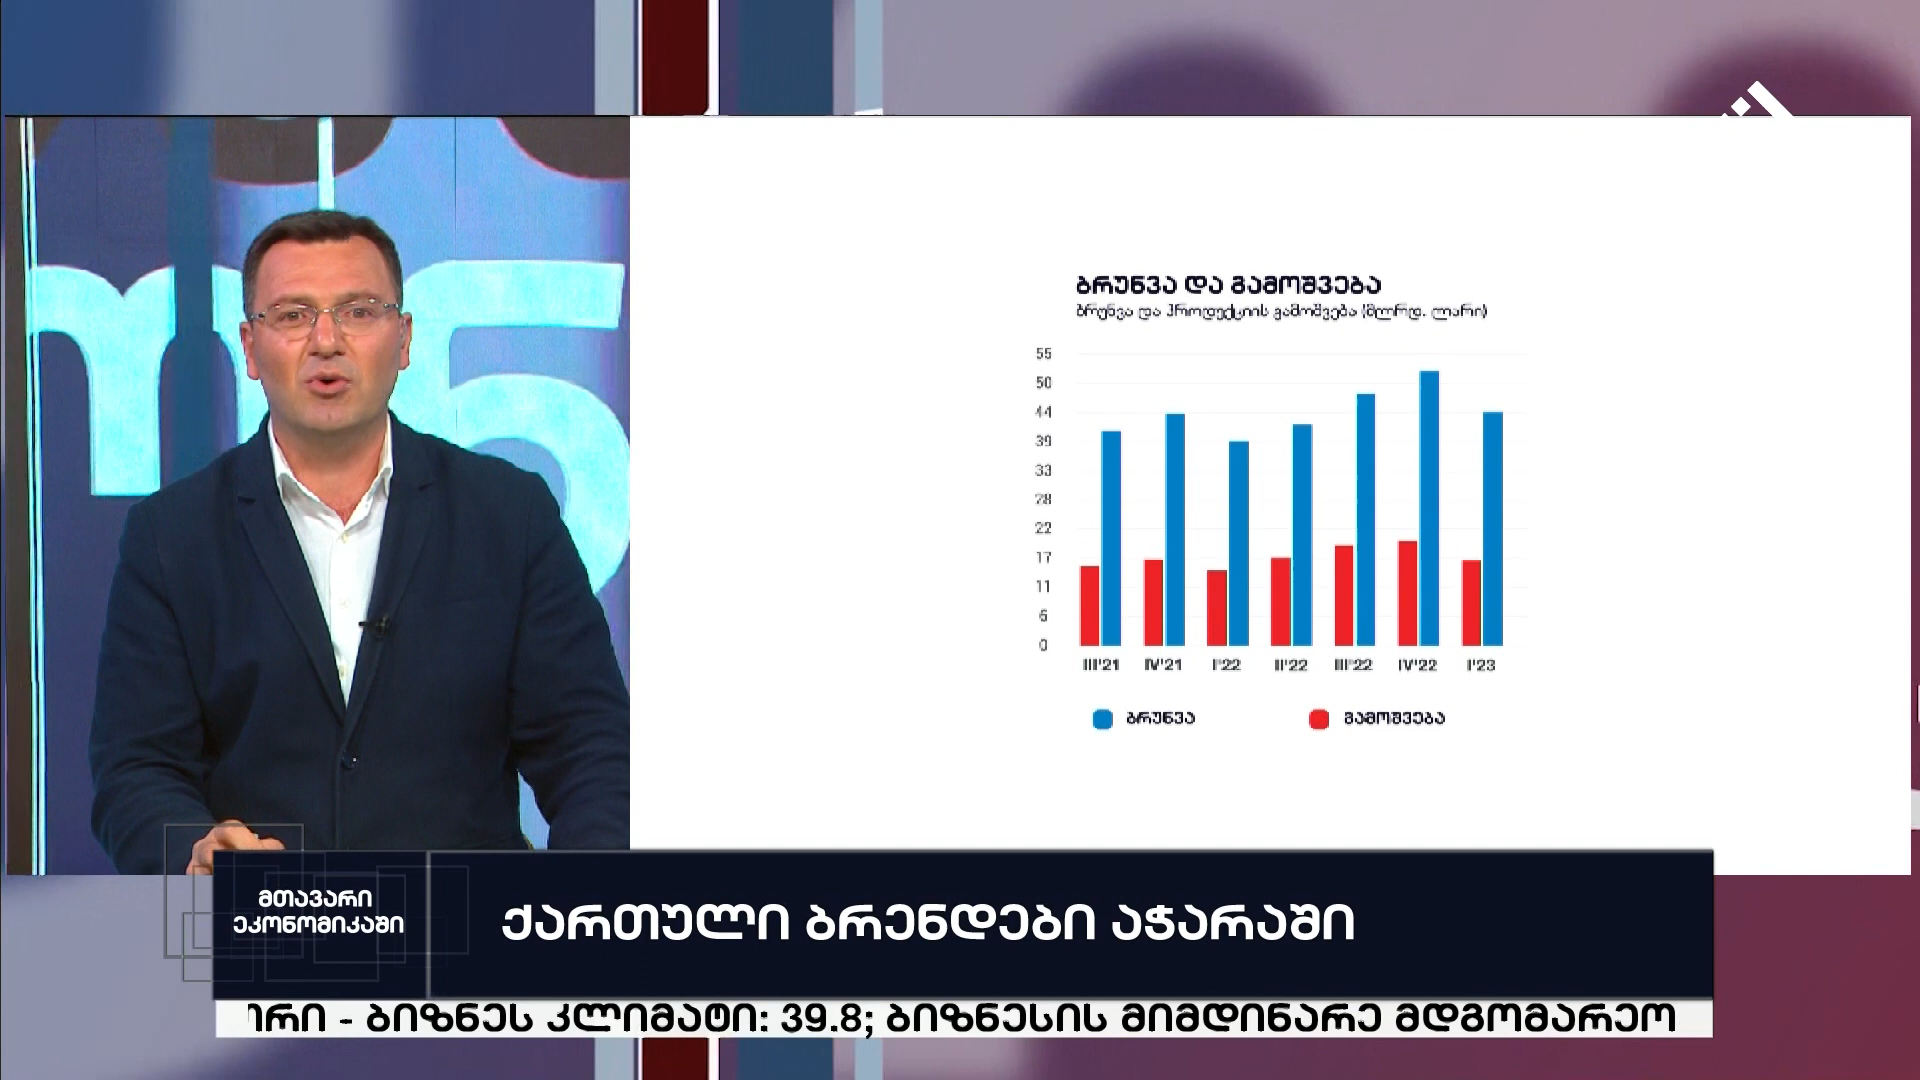 m5
ბრუნვა და გამოშვება
ბრუნვა და პროდუქციის გამოშვება (მლრდ. ლარი)
55
50
44
39
33
28
22
17
11
6
0
III'21 IV'21 I'22 II'22 III'22 IV'22 I'23
ბრუნვა გამოშვება
მთავარი
ეკონომიკაში
ქართული ბრენდები აჭარაში
- ბიზნეს კლიმატი: 39.8; ბიზნესის მიმდინარე მდგომარეო